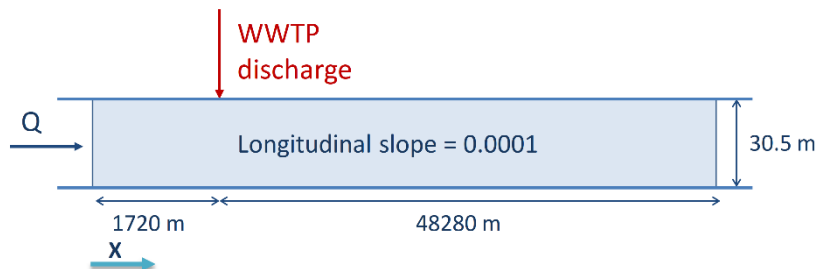 WWTP
discharge
Q
Longitudinal slope = 0.0001
30.5 m
1720 m
48280 m
X